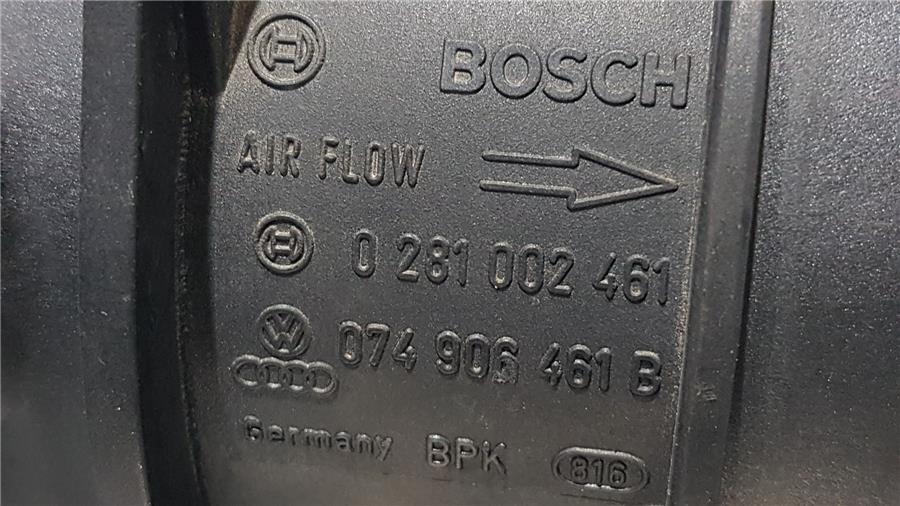 BOSCH
AIR FLOW
0 281 002 461
074 906 461 B
Germany BPK 816